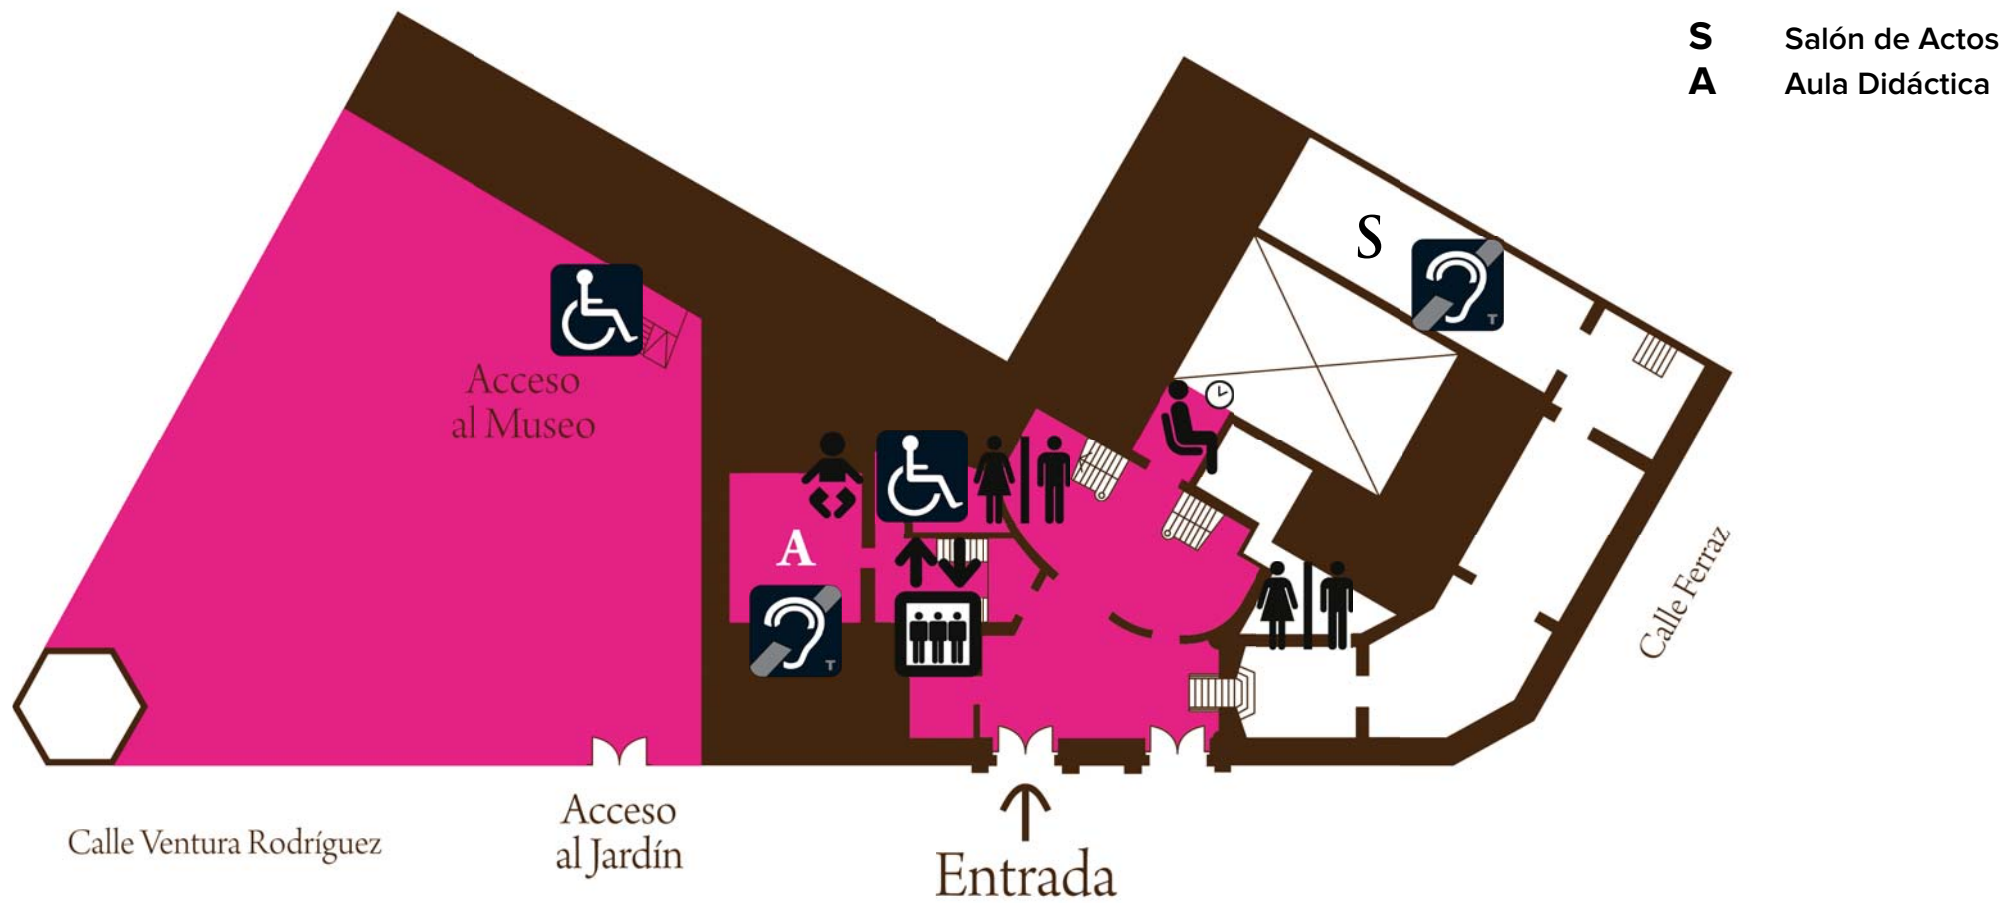 S Salón de Actos
A Aula Didáctica
S
T
Acceso
al Museo
A
T
Calle Ferraz
Acceso
al Jardín
Calle Ventura Rodríguez
Entrada